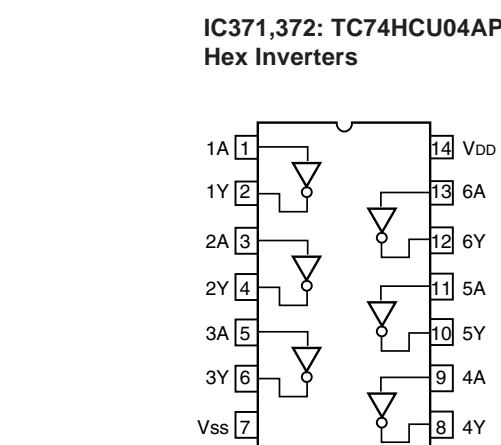 IC371,372: TC74HCU04AP
Hex Inverters
1A 1 14 VDD
1Y 2 13 6A
2A 3 12 6Y
2Y 4 11 5A
3A 5 10 5Y
3Y 6 9 4A
Vss 7 8 4Y